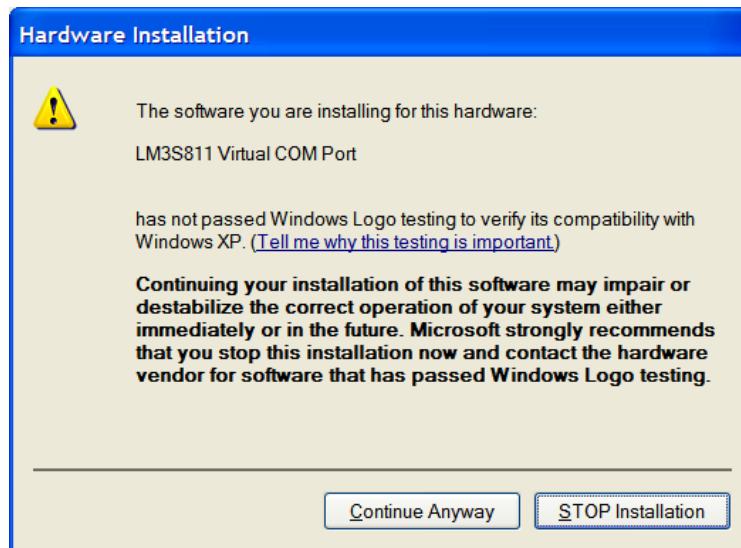 Hardware Installation
The software you are installing for this hardware:
LM3S811 Virtual COM Port
has not passed Windows Logo testing to verify its compatibility with
Windows XP. (Tell me why this testing is important.)
Continuing your installation of this software may impair or
destabilize the correct operation of your system either
immediately or in the future. Microsoft strongly recommends
that you stop this installation now and contact the hardware
vendor for software that has passed Windows Logo testing.
Continue Anyway
STOP Installation